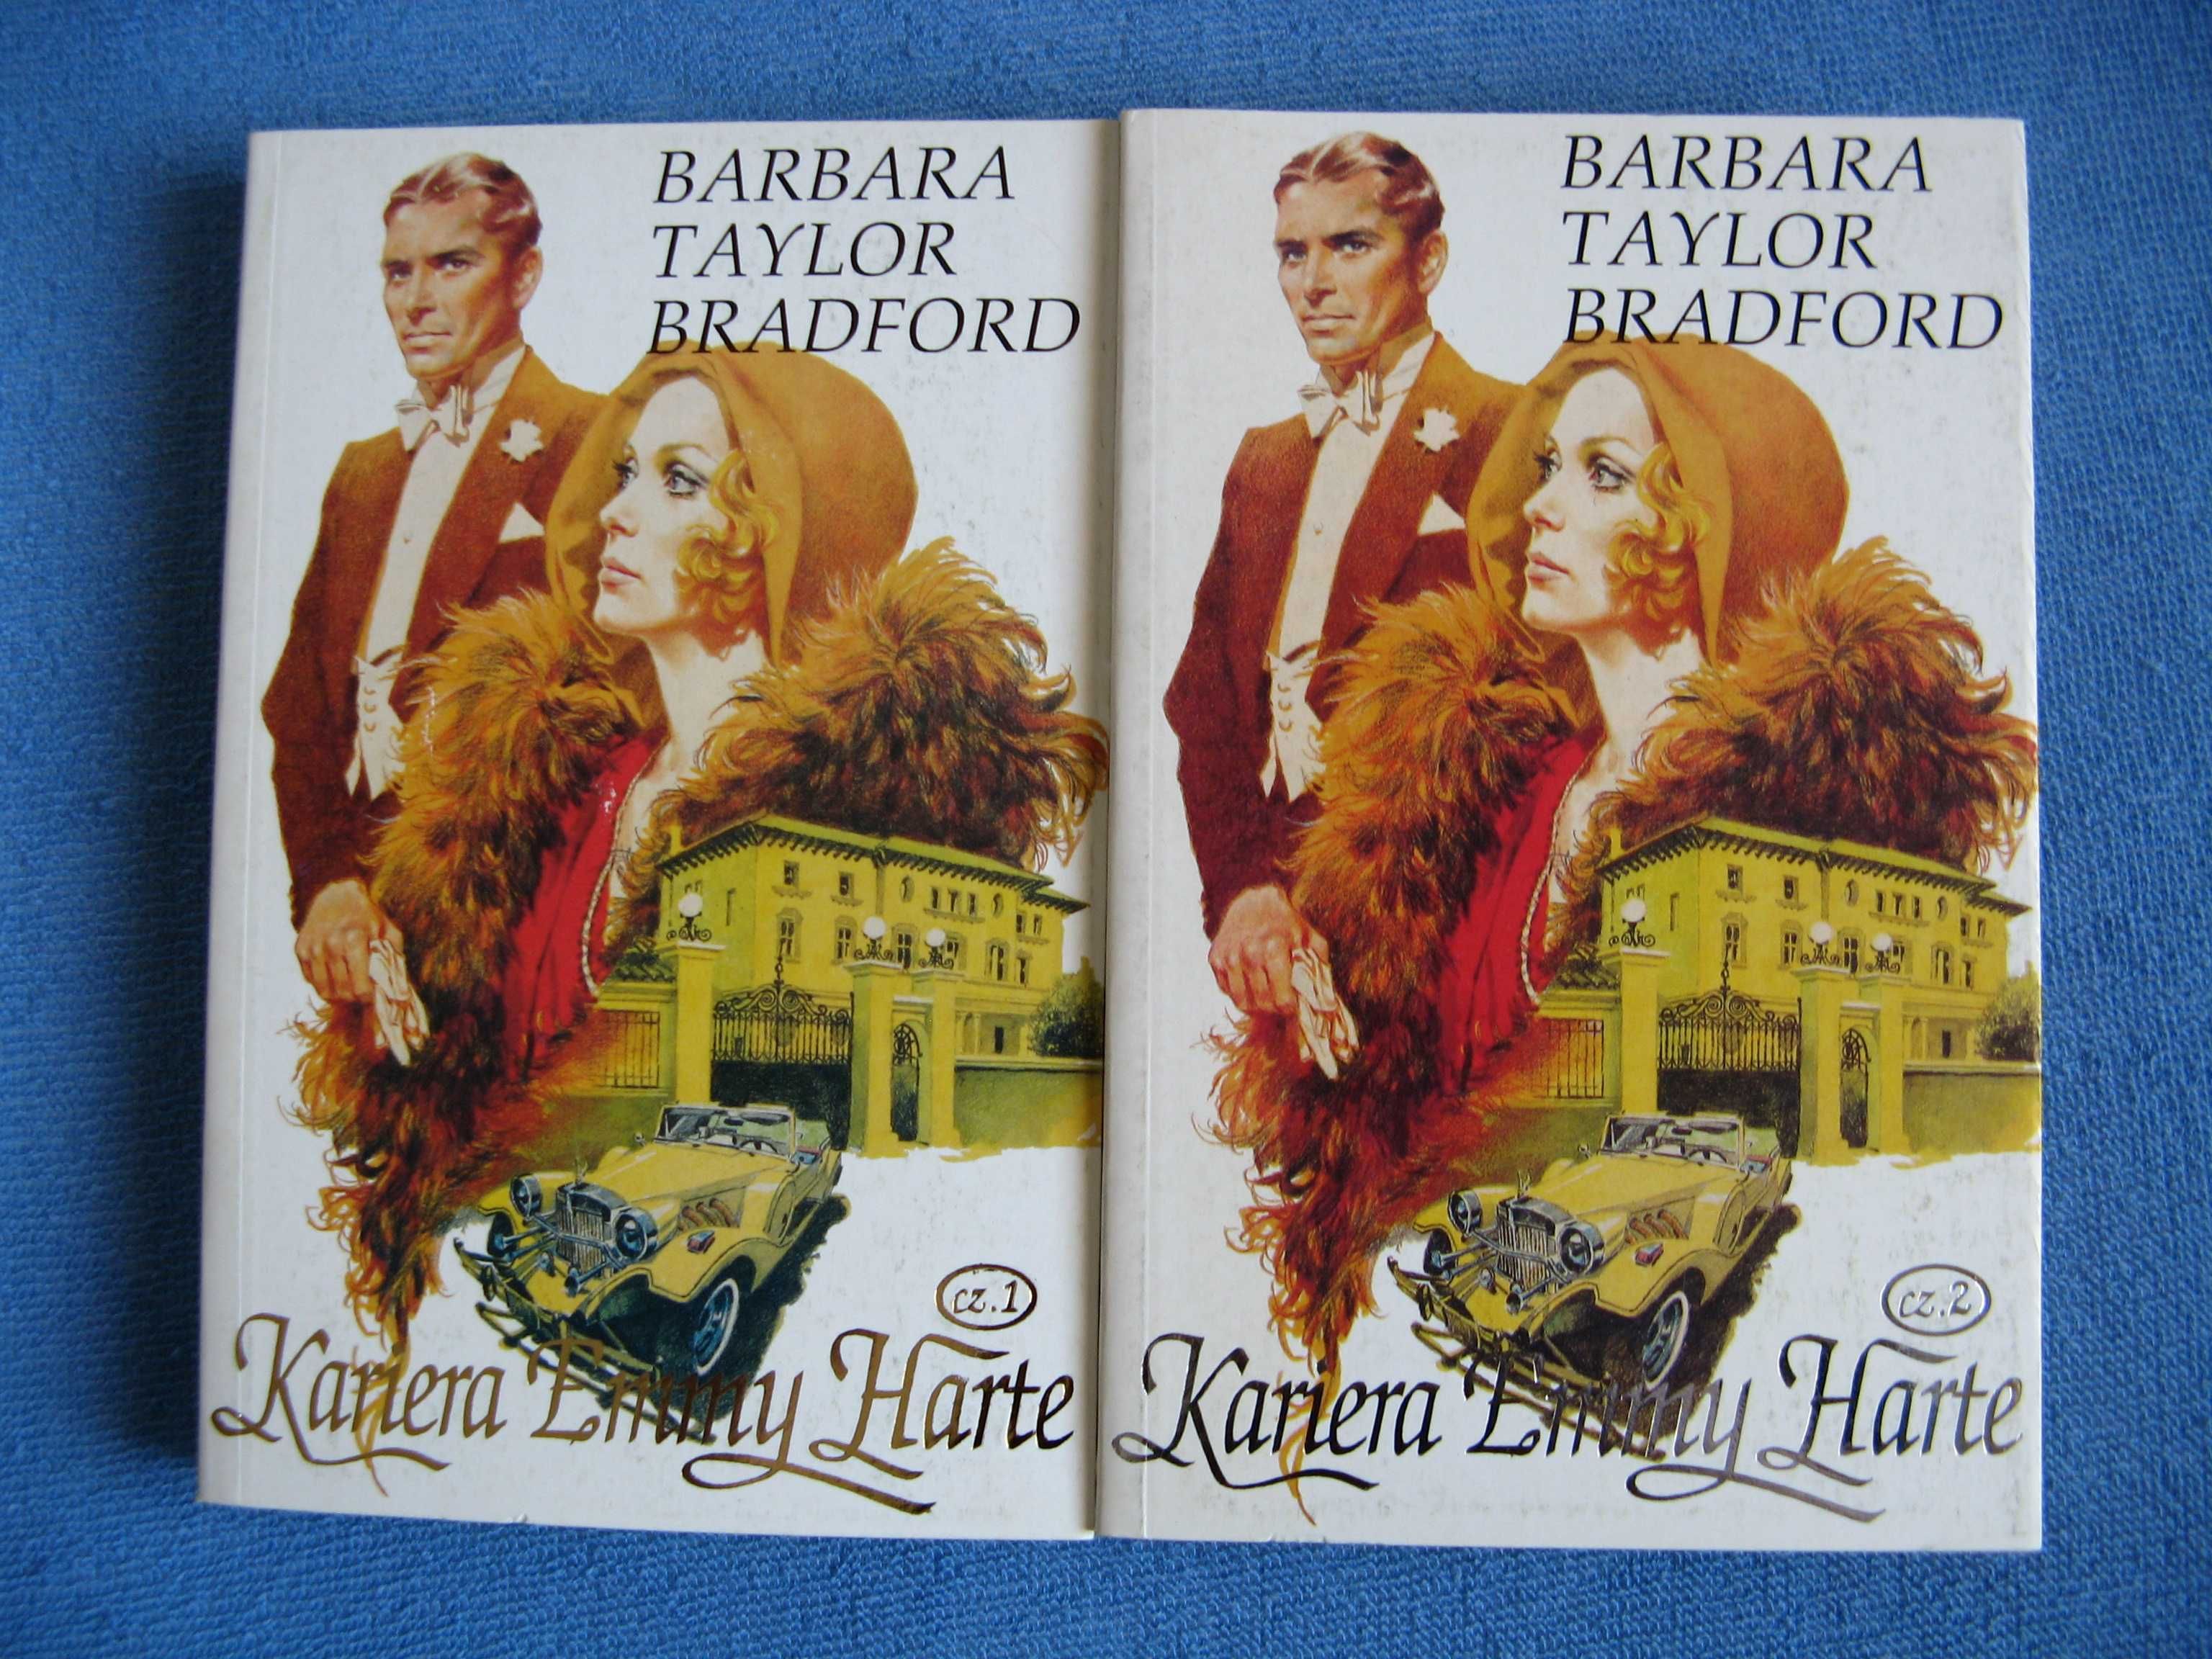 BARBARA
TAYLOR
BRADFORD
cz.1
Kariera Emmy Harte
BARBARA
TAYLOR
BRADFORD
cz.2
Kariera Emmy Harte